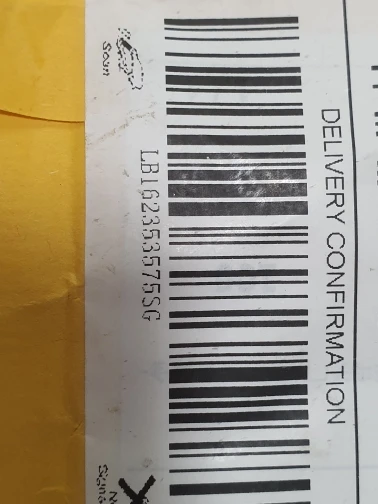 DELIVERY CONFIRMATION
LB162353575SG
Scan